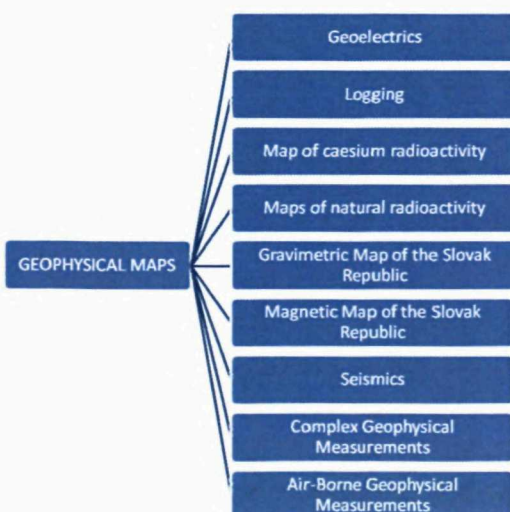 Geoelectrics
Logging
Map of caesium radioactivity
Maps of natural radioactivity
GEOPHYSICAL MAPS
Gravimetric Map of the Slovak
Republic
Magnetic Map of the Slovak
Republic
Seismics
Complex Geophysical
Measurements
Air-Borne Geophysical
Measurements